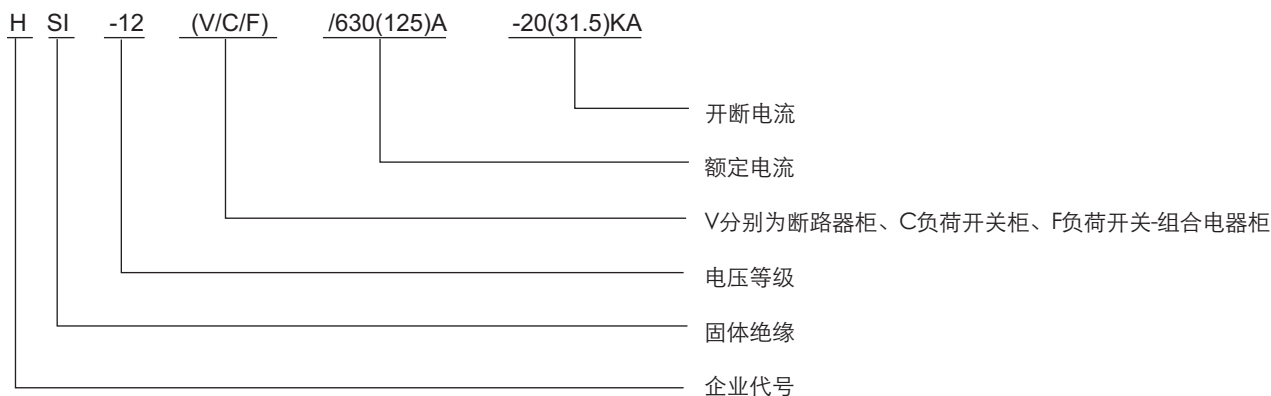 H SI -12 (V/C/F) /630(125)A -20(31.5)KA
开断电流
额定电流
V分别为断路器柜、C负荷开关柜、F负荷开关-组合电器柜
电压等级
固体绝缘
企业代号